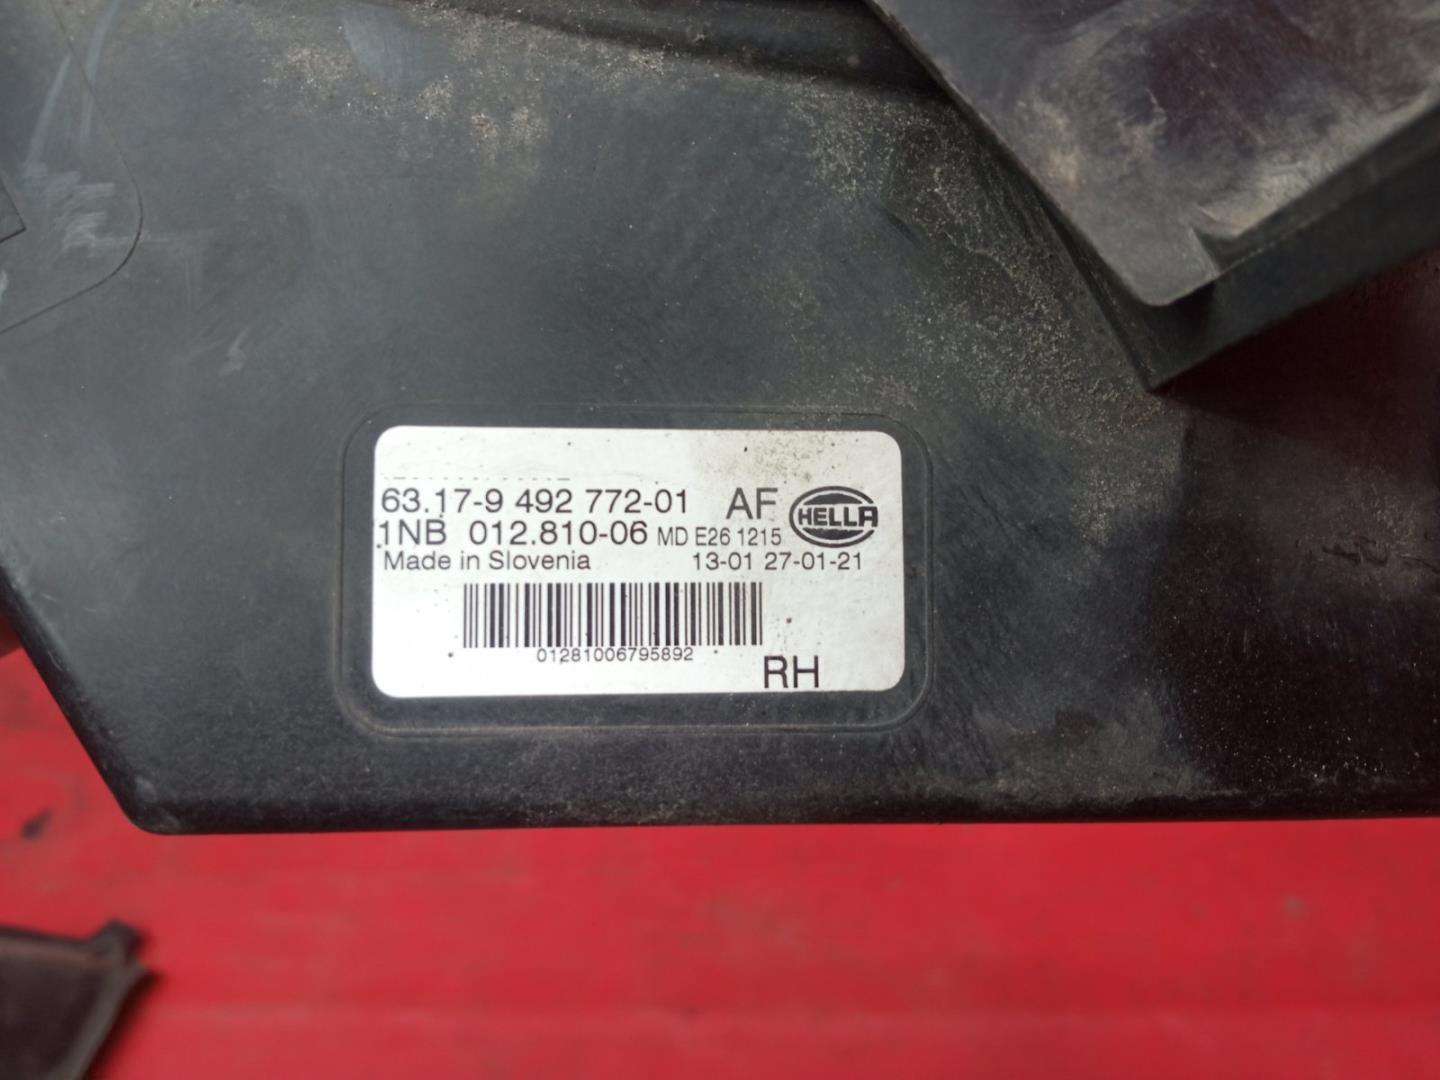 63.17-9 492 772-01 AF HELLA
1NB 012.810-06 MD E26 1215
Made in Slovenia 13-01 27-01-21
01281006795892
RH